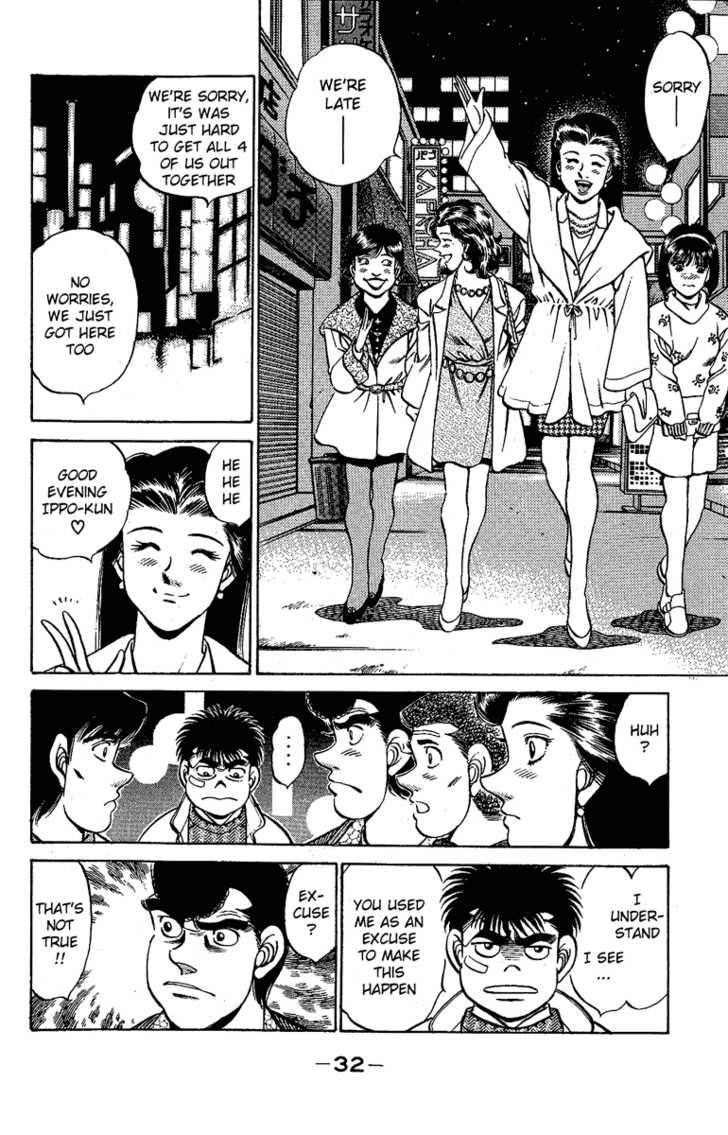 SORRY
—
WE'RE
LATE
—
WE'RE SORRY,
IT'S WAS
JUST HARD
TO GET ALL 4
OF US OUT
TOGETHER
NO
WORRIES,
WE JUST
GOT HERE
TOO
HE
HE
HE
GOOD
EVENING
IPPO-KUN
♡
HUH
?
....
I
UNDER-
STAND
I SEE
...
YOU USED
ME AS AN
EXCUSE
TO MAKE
THIS
HAPPEN
EX-
CUSE
?
THAT'S
NOT
TRUE
!!
—32—